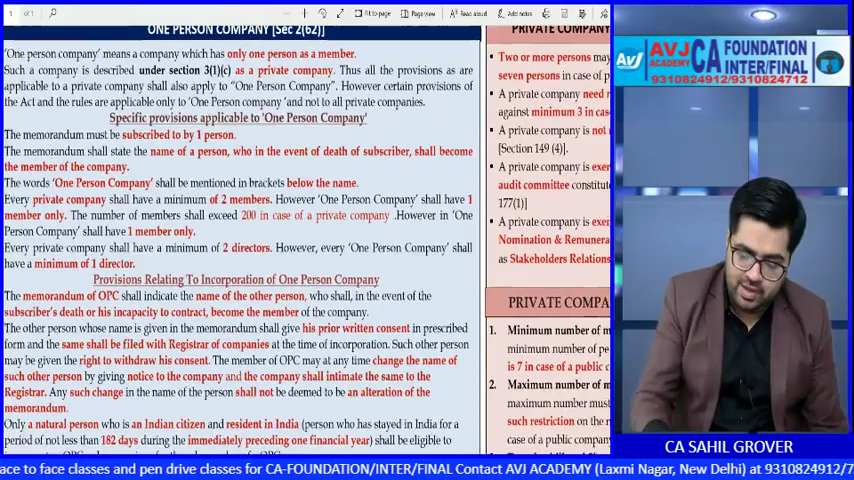 1 of 1
Fit to page
Page view
Read aloud
Add notes
ONE PERSON COMPANY [Sec 2(62)]
'One person company' means a company which has only one person as a member.
Such a company is described under section 3(1)(c) as a private company. Thus all the provisions as are
applicable to a private company shall also apply to "One Person Company". However certain provisions of
the Act and the rules are applicable only to 'One Person company' and not to all private companies.
Specific provisions applicable to 'One Person Company'
The memorandum must be subscribed to by 1 person.
The memorandum shall state the name of a person, who in the event of death of subscriber, shall become
the member of the company.
The words 'One Person Company' shall be mentioned in brackets below the name.
Every private company shall have a minimum of 2 members. However 'One Person Company' shall have 1
member only. The number of members shall exceed 200 in case of a private company .However in 'One
Person Company' shall have 1 member only.
Every private company shall have a minimum of 2 directors. However, every 'One Person Company' shall
have a minimum of 1 director.
Provisions Relating To Incorporation of One Person Company
The memorandum of OPC shall indicate the name of the other person, who shall, in the event of the
subscriber's death or his incapacity to contract, become the member of the company.
The other person whose name is given in the memorandum shall give his prior written consent in prescribed
form and the same shall be filed with Registrar of companies at the time of incorporation. Such other person
may be given the right to withdraw his consent. The member of OPC may at any time change the name of
such other person by giving notice to the company and the company shall intimate the same to the
Registrar. Any such change in the name of the person shall not be deemed to be an alteration of the
memorandum.
Only a natural person who is an Indian citizen and resident in India (person who has stayed in India for a
period of not less than 182 days during the immediately preceding one financial year) shall be eligible to
PRIVATE COMPANY
Two or more persons may
seven persons in case of p
A private company need n
against minimum 3 in case
A private company is not
[Section 149 (4)].
A private company is exem
audit committee constitut
177(1)]
A private company is exem
Nomination & Remunera
as Stakeholders Relations
PRIVATE COMPA
1. Minimum number of m
minimum number of pe
is 7 in case of a public c
2. Maximum number of m
maximum number must
such restriction on the n
case of a public company
AVJ
AVJ
ACADEMY
CA
FOUNDATION
INTER/FINAL
9310824912/9310824712
CA SAHIL GROVER
ace to face classes and pen drive classes for CA-FOUNDATION/INTER/FINAL Contact AVJ ACADEMY (Laxmi Nagar, New Delhi) at 9310824912/7